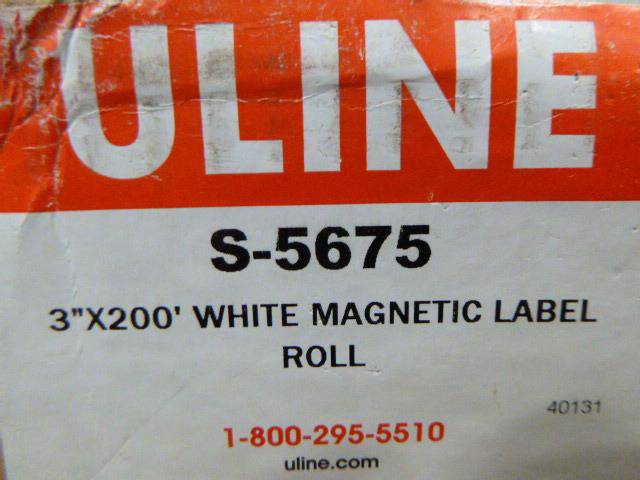 ULINE
S-5675
3"X200' WHITE MAGNETIC LABEL
ROLL
40131
1-800-295-5510
uline.com